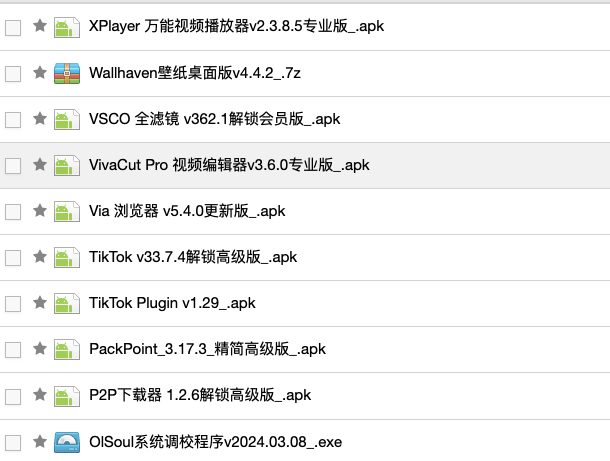 XPlayer 万能视频播放器v2.3.8.5专业版_.apk
Wallhaven壁纸桌面版v4.4.2_.7z
VSCO 全滤镜 v362.1解锁会员版_.apk
VivaCut Pro 视频编辑器v3.6.0专业版_.apk
Via 浏览器 v5.4.0更新版_.apk
TikTok v33.7.4解锁高级版_.apk
TikTok Plugin v1.29_.apk
PackPoint_3.17.3_精简高级版_.apk
P2P下载器 1.2.6解锁高级版_.apk
OlSoul系统调校程序v2024.03.08_.exe